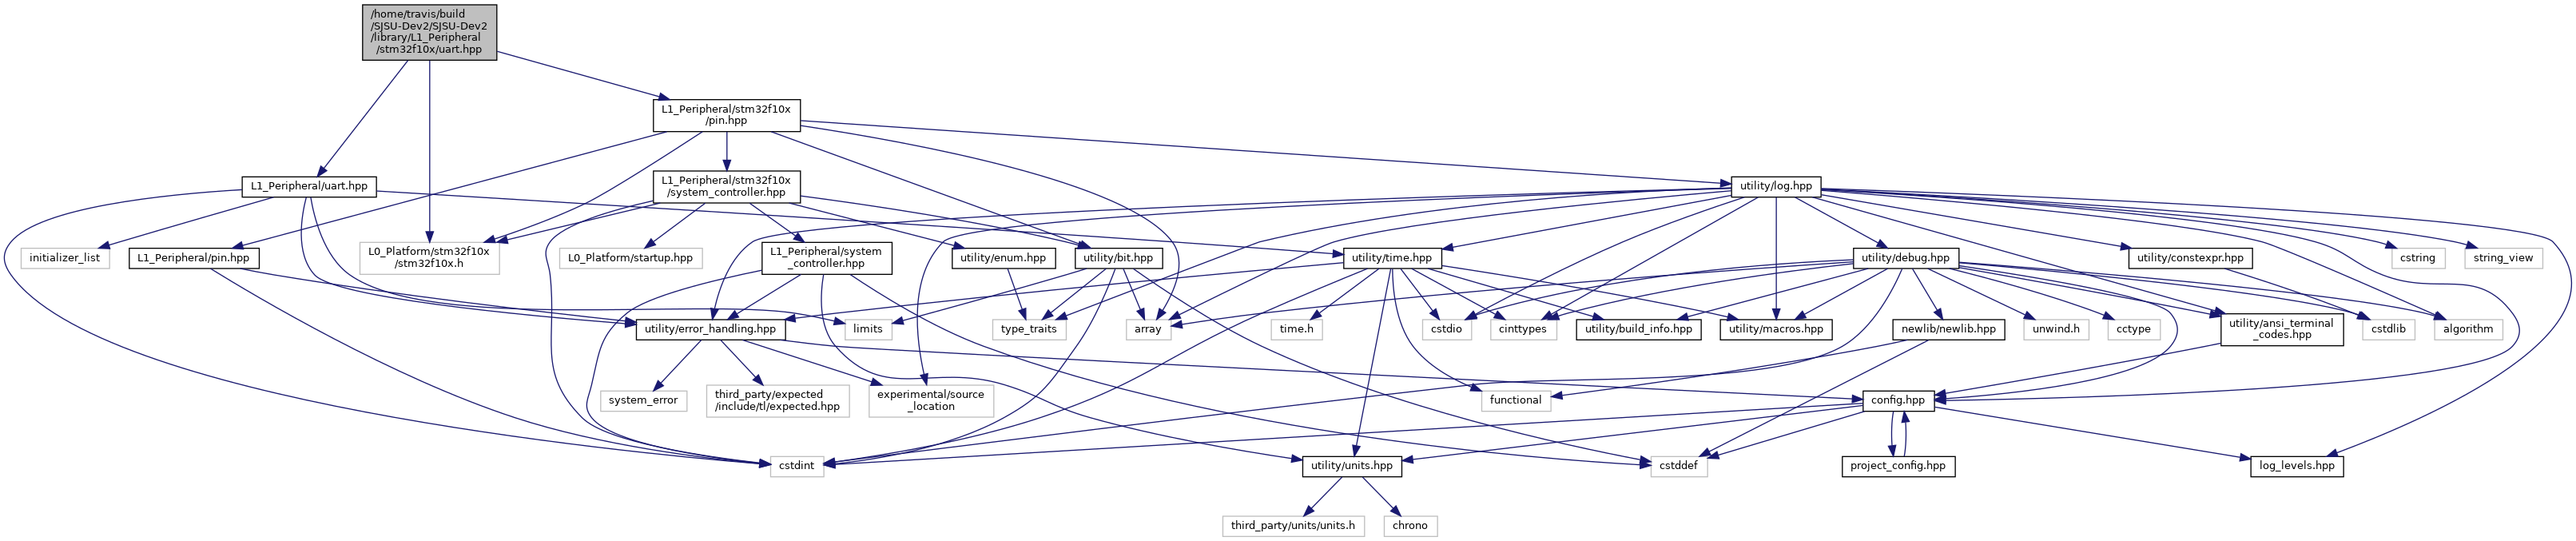 /home/travis/build
/SJSU-Dev2/SJSU-Dev2
/library/L1_Peripheral
/stm32f10x/uart.hpp
L1_Peripheral/stm32f10x
/pin.hpp
L1_Peripheral/uart.hpp
L1_Peripheral/stm32f10x
/system_controller.hpp
utility/log.hpp
initializer_list
L1_Peripheral/pin.hpp
L0_Platform/stm32f10x
/stm32f10x.h
L0_Platform/startup.hpp
L1_Peripheral/system
_controller.hpp
utility/enum.hpp
utility/bit.hpp
utility/time.hpp
utility/debug.hpp
utility/constexpr.hpp
cstring
string_view
utility/error_handling.hpp
limits
type_traits
array
time.h
cstdio
cinttypes
utility/build_info.hpp
utility/macros.hpp
newlib/newlib.hpp
unwind.h
cctype
utility/ansi_terminal
_codes.hpp
cstdlib
algorithm
system_error
third_party/expected
/include/tl/expected.hpp
experimental/source
_location
functional
config.hpp
cstdint
utility/units.hpp
cstddef
project_config.hpp
log_levels.hpp
third_party/units/units.h
chrono